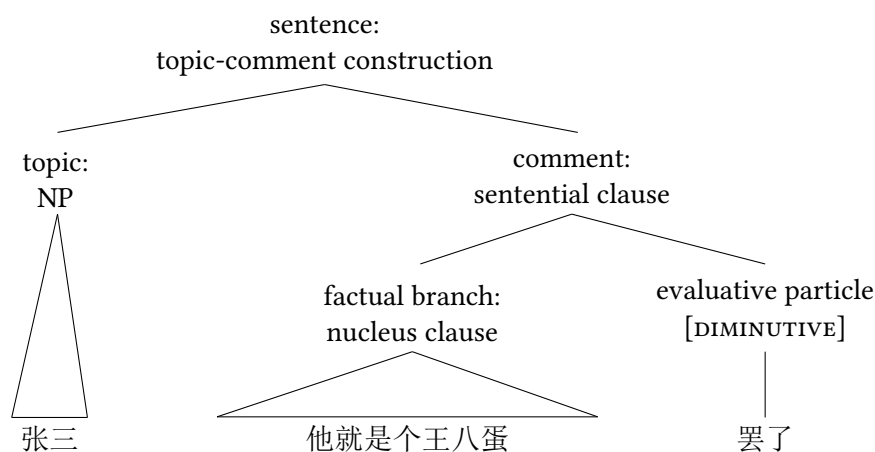 sentence:
topic-comment construction
topic:
NP
comment:
sentential clause
factual branch:
nucleus clause
evaluative particle
[DIMINUTIVE]
张三
他就是个王八蛋
罢了